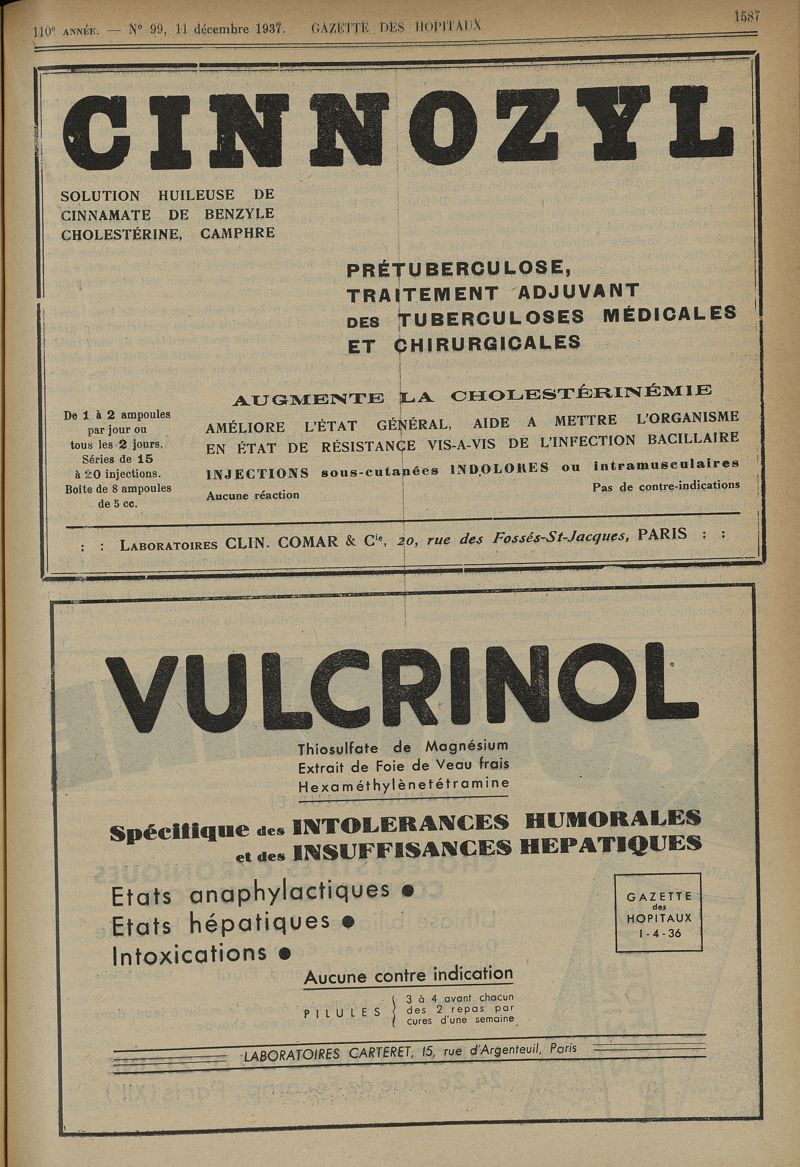 110e ANNÉE. — No 99, 11 décembre 1937. GAZETTE DES HOPITAUX 1587
CINNOZYL
SOLUTION HUILEUSE DE
CINNAMATE DE BENZYLE
CHOLESTÉRINE, CAMPHRE
PRÉTUBERCULOSE,
TRAITEMENT ADJUVANT
DES TUBERCULOSES MÉDICALES
ET CHIRURGICALES
De 1 à 2 ampoules
par jour ou
tous les 2 jours.
Séries de 15
à 20 injections.
Boîte de 8 ampoules
de 5 cc.
AUGMENTE LA CHOLESTÉRINÉMIE
AMÉLIORE L'ÉTAT GÉNÉRAL, AIDE A METTRE L'ORGANISME
EN ÉTAT DE RÉSISTANCE VIS-A-VIS DE L'INFECTION BACILLAIRE
INJECTIONS sous-cutanées INDOLORES ou intramusculaires
Aucune réaction Pas de contre-indications
: : LABORATOIRES CLIN. COMAR & Cie, 20, rue des Fossés-St-Jacques, PARIS : :
VULCRINOL
Thiosulfate de Magnésium
Extrait de Foie de Veau frais
Hexaméthylènetétramine
Spécifique des INTOLERANCES HUMORALES
et des INSUFFISANCES HEPATIQUES
Etats anaphylactiques •
Etats hépatiques •
Intoxications •
GAZETTE
des
HOPITAUX
1-4-36
Aucune contre indication
PILULES
3 à 4 avant chacun
des 2 repas par
cures d'une semaine
LABORATOIRES CARTERET, 15, rue d'Argenteuil, Paris